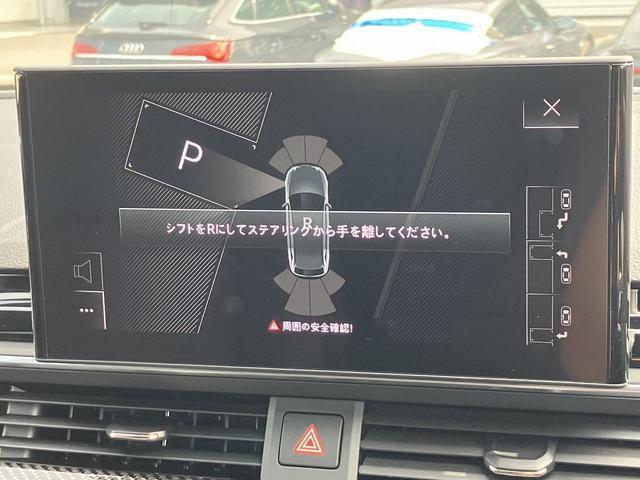 P
R
シフトをRにしてステアリングから手を離してください。
周囲の安全確認!